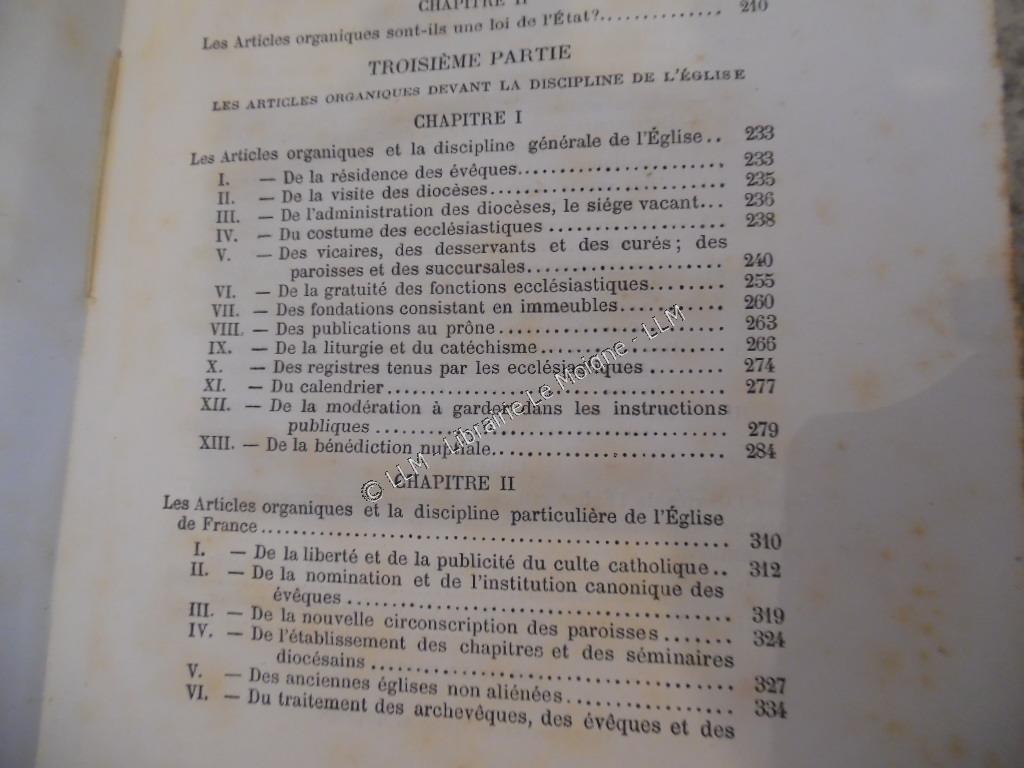 CHAPITRE II
Les Articles organiques sont-ils une loi de l'État?.............. 210
TROISIÈME PARTIE
LES ARTICLES ORGANIQUES DEVANT LA DISCIPLINE DE L'ÉGLISE
CHAPITRE I
Les Articles organiques et la discipline générale de l'Église.. 233
I. — De la résidence des évêques........................ 233
II. — De la visite des diocèses........................... 235
III. — De l'administration des diocèses, le siége vacant... 236
IV. — Du costume des ecclésiastiques ................... 238
V. — Des vicaires, des desservants et des curés; des
paroisses et des succursales...................... 240
VI. — De la gratuité des fonctions ecclésiastiques........ 255
VII. — Des fondations consistant en immeubles........... 260
VIII. — Des publications au prône........................ 263
IX. — De la liturgie et du catéchisme.................... 266
X. — Des registres tenus par les ecclésiastiques ........ 274
XI. — Du calendrier.................................... 277
XII. — De la modération à garder dans les instructions
publiques ...................................... 279
XIII. — De la bénédiction nuptiale........................ 284
© LLM - Librairie Le Moigne - LLM
CHAPITRE II
Les Articles organiques et la discipline particulière de l'Église
de France.................................................. 310
I. — De la liberté et de la publicité du culte catholique.. 312
II. — De la nomination et de l'institution canonique des
évêques ........................................ 319
III. — De la nouvelle circonscription des paroisses ....... 324
IV. — De l'établissement des chapitres et des séminaires
diocésains ...................................... 327
V. — Des anciennes églises non aliénées................. 334
VI. — Du traitement des archevêques, des évêques et des